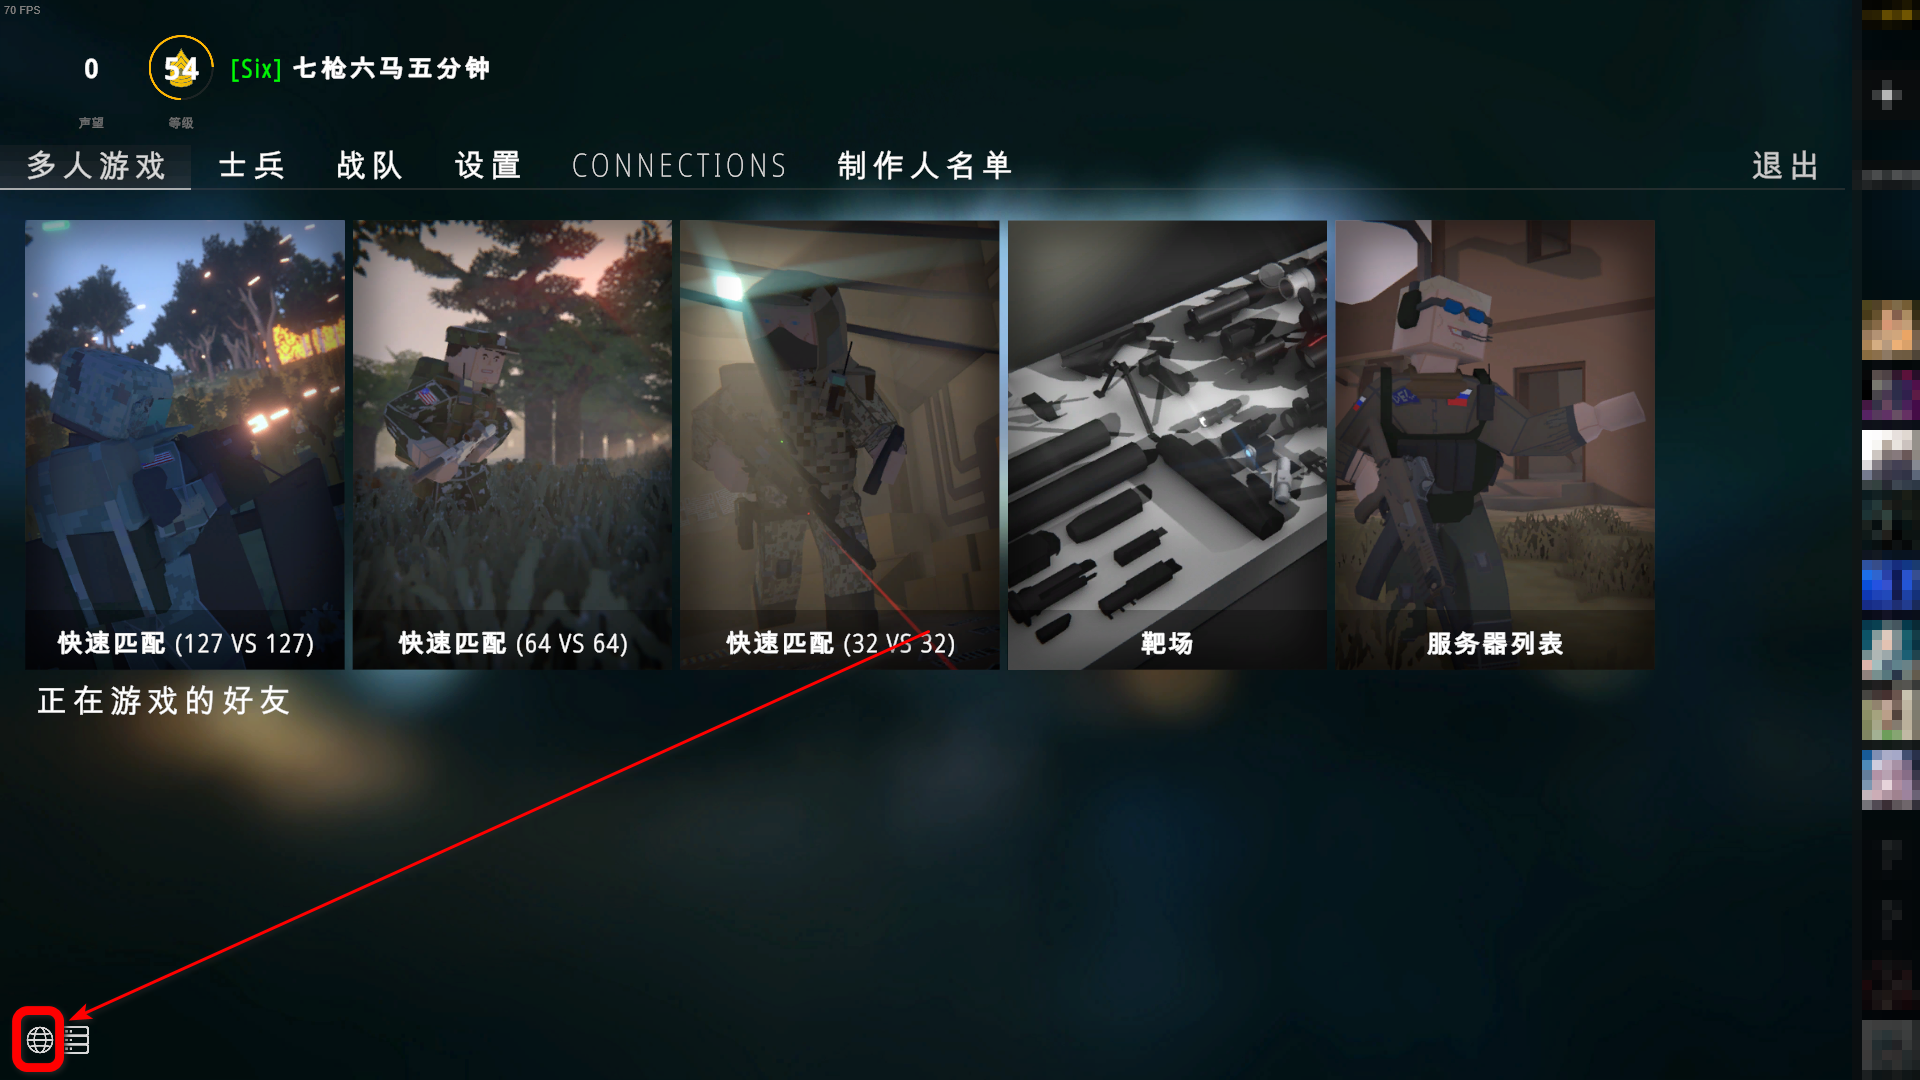 70 FPS
0
54
[Six] 七枪六马五分钟
声望
等级
多人游戏
士兵
战队
设置
CONNECTIONS
制作人名单
退出
快速匹配 (127 VS 127)
快速匹配 (64 VS 64)
快速匹配 (32 VS 32)
靶场
服务器列表
正在游戏的好友